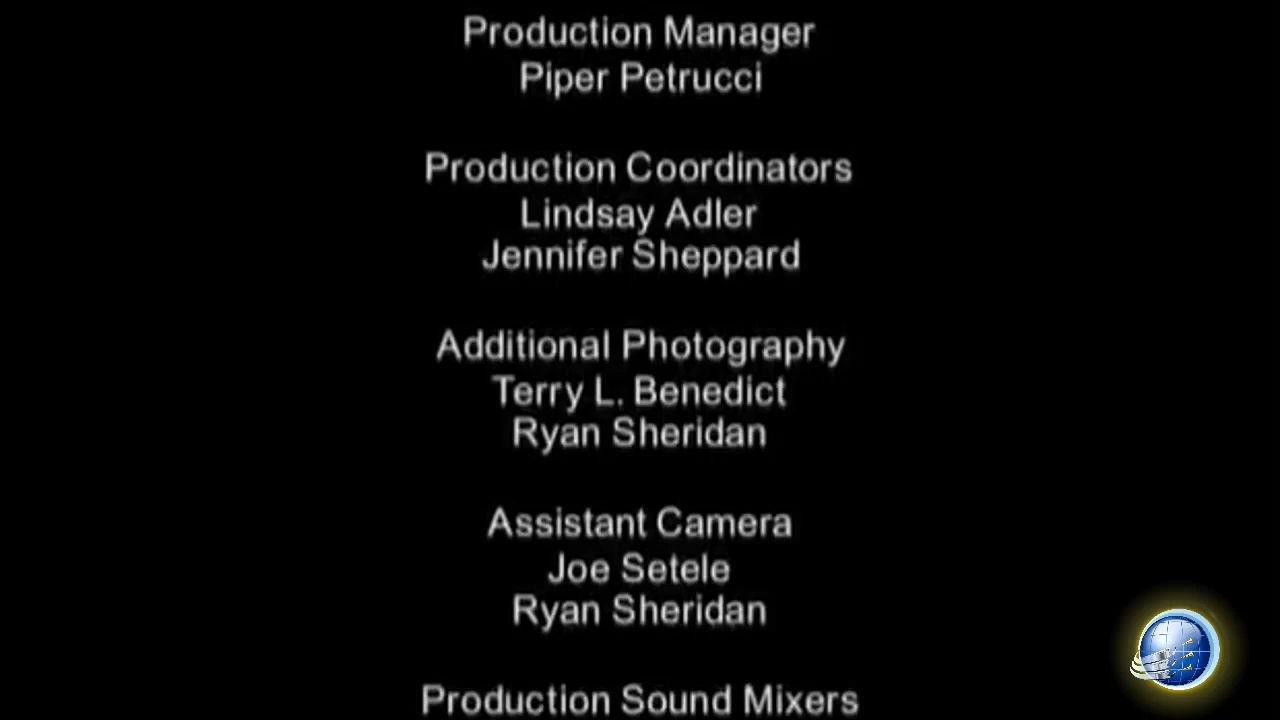 Production Manager
Piper Petrucci
Production Coordinators
Lindsay Adler
Jennifer Sheppard
Additional Photography
Terry L. Benedict
Ryan Sheridan
Assistant Camera
Joe Setele
Ryan Sheridan
Production Sound Mixers